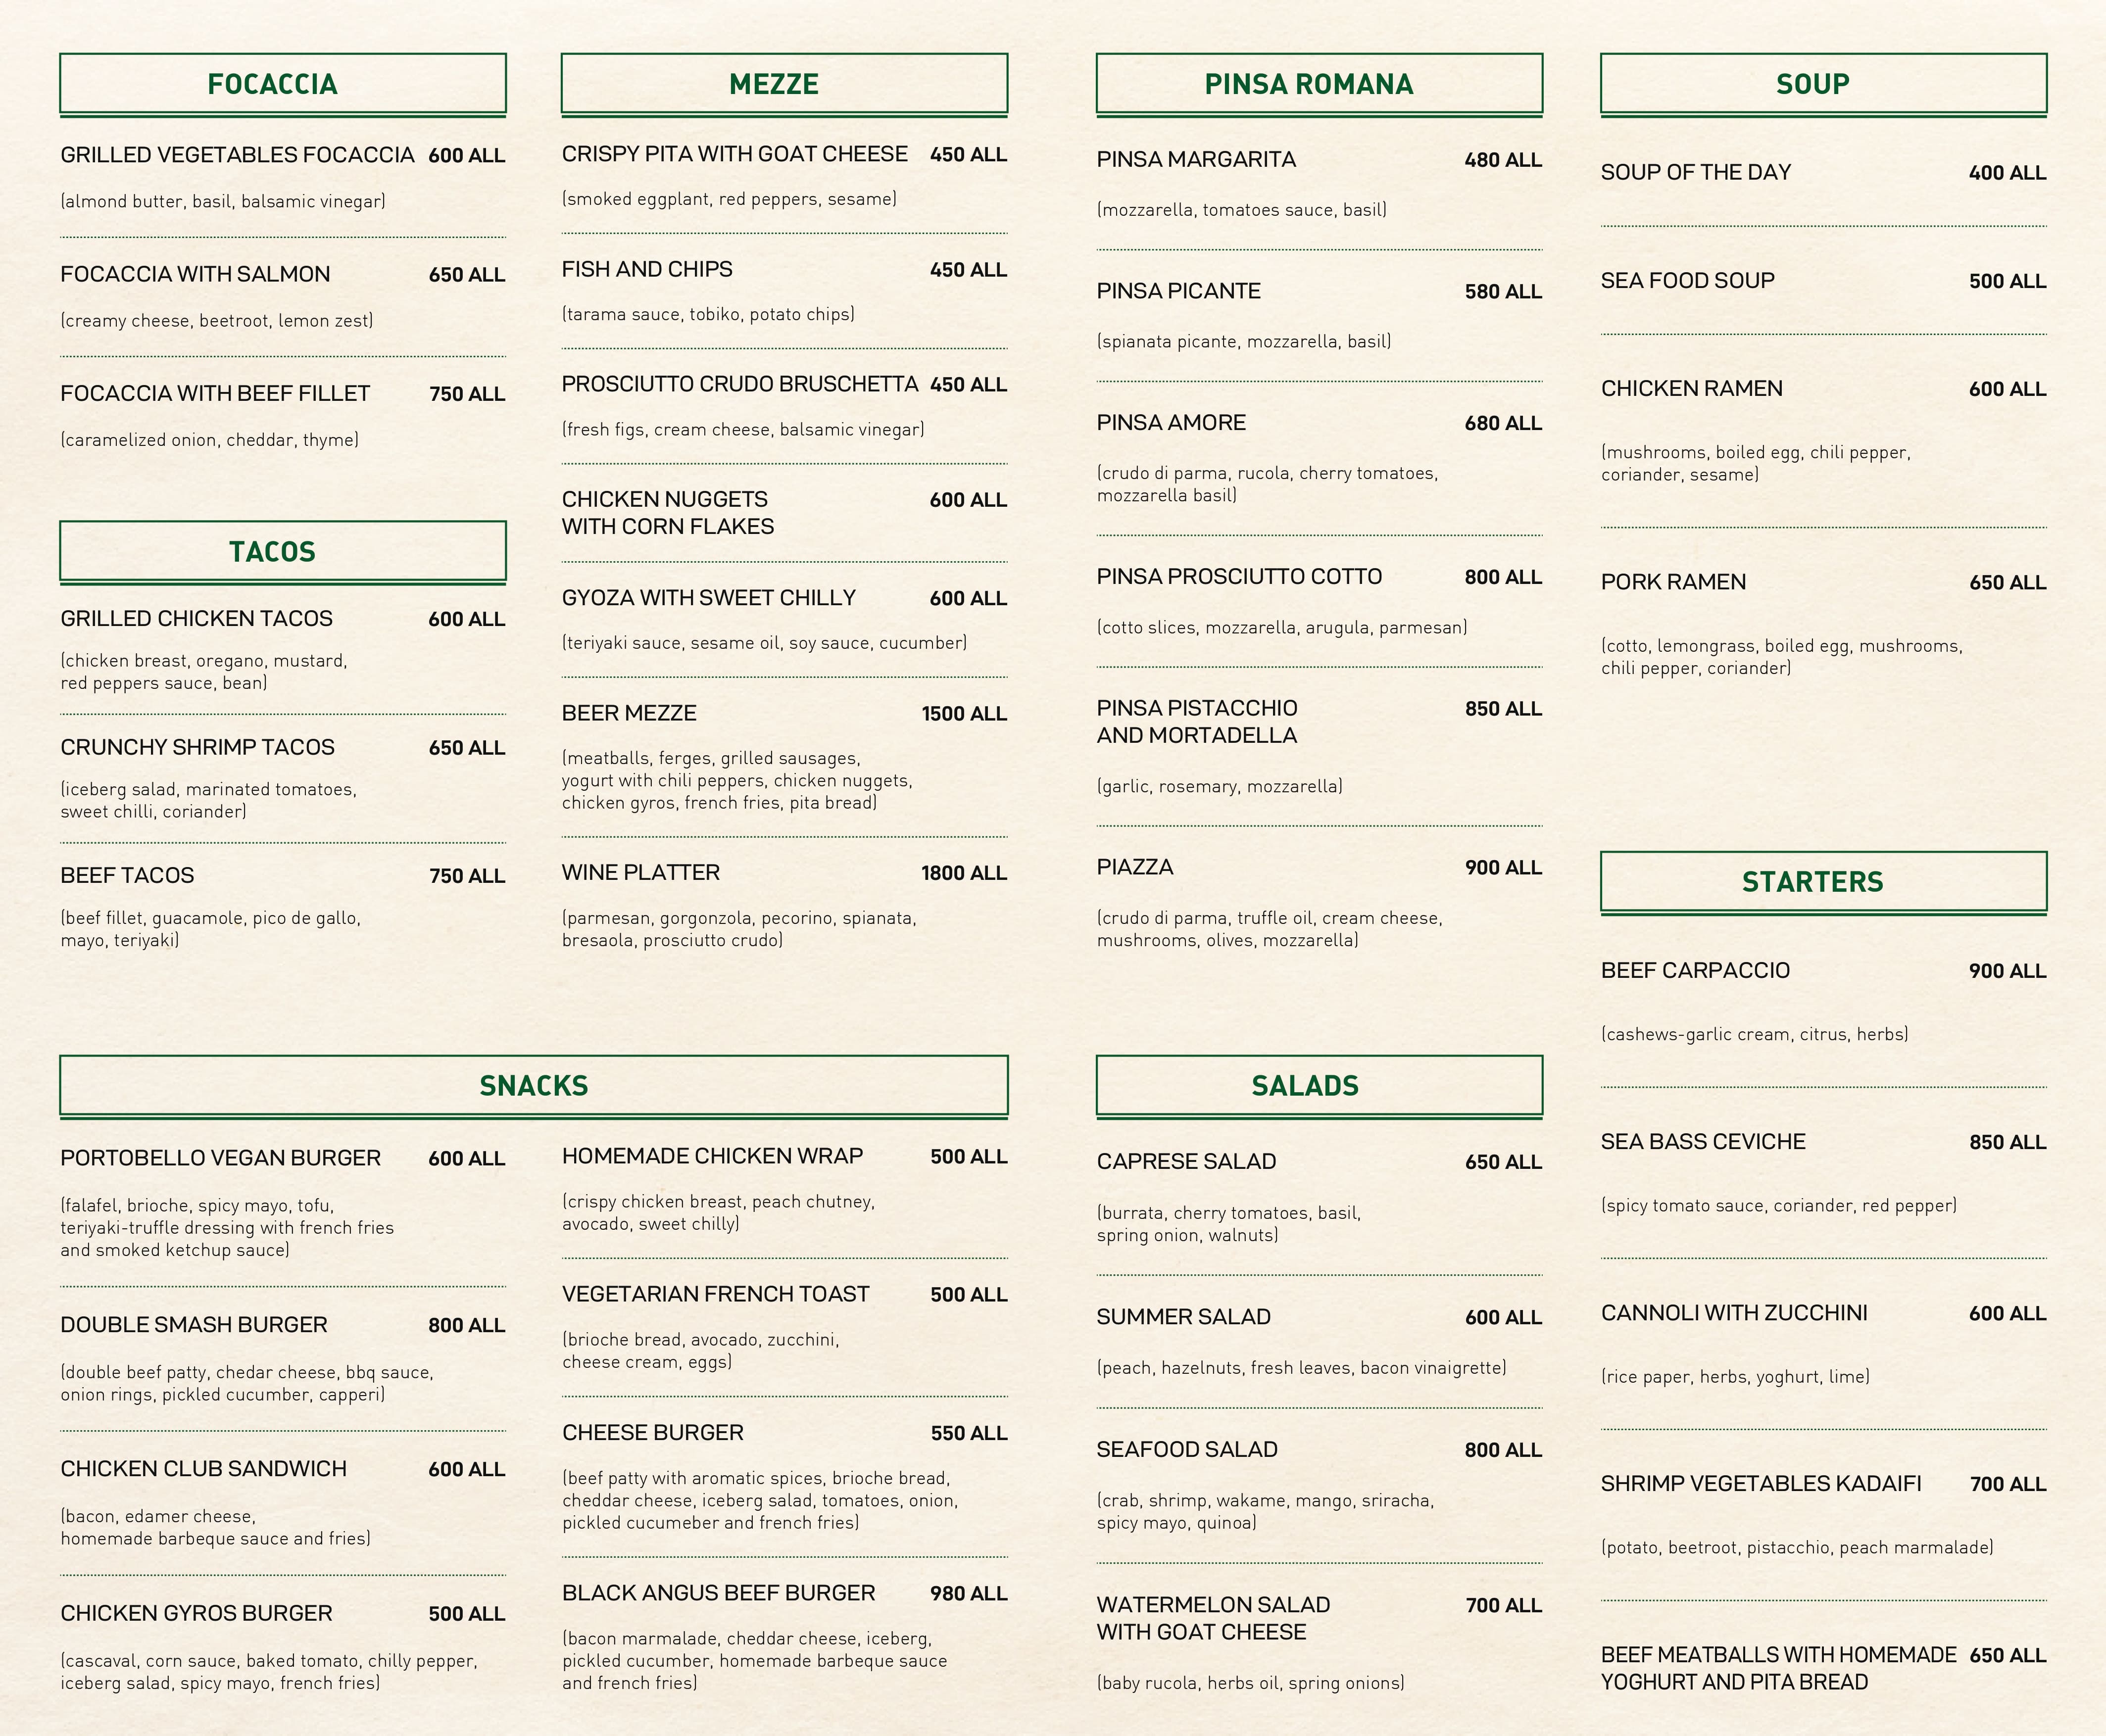 FOCACCIA
GRILLED VEGETABLES FOCACCIA 600 ALL
(almond butter, basil, balsamic vinegar)
FOCACCIA WITH SALMON 650 ALL
(creamy cheese, beetroot, lemon zest)
FOCACCIA WITH BEEF FILLET 750 ALL
(caramelized onion, cheddar, thyme)
TACOS
GRILLED CHICKEN TACOS 600 ALL
(chicken breast, oregano, mustard,
red peppers sauce, bean)
CRUNCHY SHRIMP TACOS 650 ALL
(iceberg salad, marinated tomatoes,
sweet chilli, coriander)
BEEF TACOS 750 ALL
(beef fillet, guacamole, pico de gallo,
mayo, teriyaki)
MEZZE
CRISPY PITA WITH GOAT CHEESE 450 ALL
(smoked eggplant, red peppers, sesame)
FISH AND CHIPS 450 ALL
(tarama sauce, tobiko, potato chips)
PROSCIUTTO CRUDO BRUSCHETTA 450 ALL
(fresh figs, cream cheese, balsamic vinegar)
CHICKEN NUGGETS 600 ALL
WITH CORN FLAKES
GYOZA WITH SWEET CHILLY 600 ALL
(teriyaki sauce, sesame oil, soy sauce, cucumber)
BEER MEZZE 1500 ALL
(meatballs, ferges, grilled sausages,
yogurt with chili peppers, chicken nuggets,
chicken gyros, french fries, pita bread)
WINE PLATTER 1800 ALL
(parmesan, gorgonzola, pecorino, spianata,
bresaola, prosciutto crudo)
SNACKS
PORTOBELLO VEGAN BURGER 600 ALL
(falafel, brioche, spicy mayo, tofu,
teriyaki-truffle dressing with french fries
and smoked ketchup sauce)
DOUBLE SMASH BURGER 800 ALL
(double beef patty, chedar cheese, bbq sauce,
onion rings, pickled cucumber, capperi)
CHICKEN CLUB SANDWICH 600 ALL
(bacon, edamer cheese,
homemade barbeque sauce and fries)
CHICKEN GYROS BURGER 500 ALL
(cascaval, corn sauce, baked tomato, chilly pepper,
iceberg salad, spicy mayo, french fries)
HOMEMADE CHICKEN WRAP 500 ALL
(crispy chicken breast, peach chutney,
avocado, sweet chilly)
VEGETARIAN FRENCH TOAST 500 ALL
(brioche bread, avocado, zucchini,
cheese cream, eggs)
CHEESE BURGER 550 ALL
(beef patty with aromatic spices, brioche bread,
cheddar cheese, iceberg salad, tomatoes, onion,
pickled cucumeber and french fries)
BLACK ANGUS BEEF BURGER 980 ALL
(bacon marmalade, cheddar cheese, iceberg,
pickled cucumber, homemade barbeque sauce
and french fries)
PINSA ROMANA
PINSA MARGARITA 480 ALL
(mozzarella, tomatoes sauce, basil)
PINSA PICANTE 580 ALL
(spianata picante, mozzarella, basil)
PINSA AMORE 680 ALL
(crudo di parma, rucola, cherry tomatoes,
mozzarella basil)
PINSA PROSCIUTTO COTTO 800 ALL
(cotto slices, mozzarella, arugula, parmesan)
PINSA PISTACCHIO 850 ALL
AND MORTADELLA
(garlic, rosemary, mozzarella)
PIAZZA 900 ALL
(crudo di parma, truffle oil, cream cheese,
mushrooms, olives, mozzarella)
SALADS
CAPRESE SALAD 650 ALL
(burrata, cherry tomatoes, basil,
spring onion, walnuts)
SUMMER SALAD 600 ALL
(peach, hazelnuts, fresh leaves, bacon vinaigrette)
SEAFOOD SALAD 800 ALL
(crab, shrimp, wakame, mango, sriracha,
spicy mayo, quinoa)
WATERMELON SALAD 700 ALL
WITH GOAT CHEESE
(baby rucola, herbs oil, spring onions)
SOUP
SOUP OF THE DAY 400 ALL
SEA FOOD SOUP 500 ALL
CHICKEN RAMEN 600 ALL
(mushrooms, boiled egg, chili pepper,
coriander, sesame)
PORK RAMEN 650 ALL
(cotto, lemongrass, boiled egg, mushrooms,
chili pepper, coriander)
STARTERS
BEEF CARPACCIO 900 ALL
(cashews-garlic cream, citrus, herbs)
SEA BASS CEVICHE 850 ALL
(spicy tomato sauce, coriander, red pepper)
CANNOLI WITH ZUCCHINI 600 ALL
(rice paper, herbs, yoghurt, lime)
SHRIMP VEGETABLES KADAIFI 700 ALL
(potato, beetroot, pistacchio, peach marmalade)
BEEF MEATBALLS WITH HOMEMADE 650 ALL
YOGHURT AND PITA BREAD